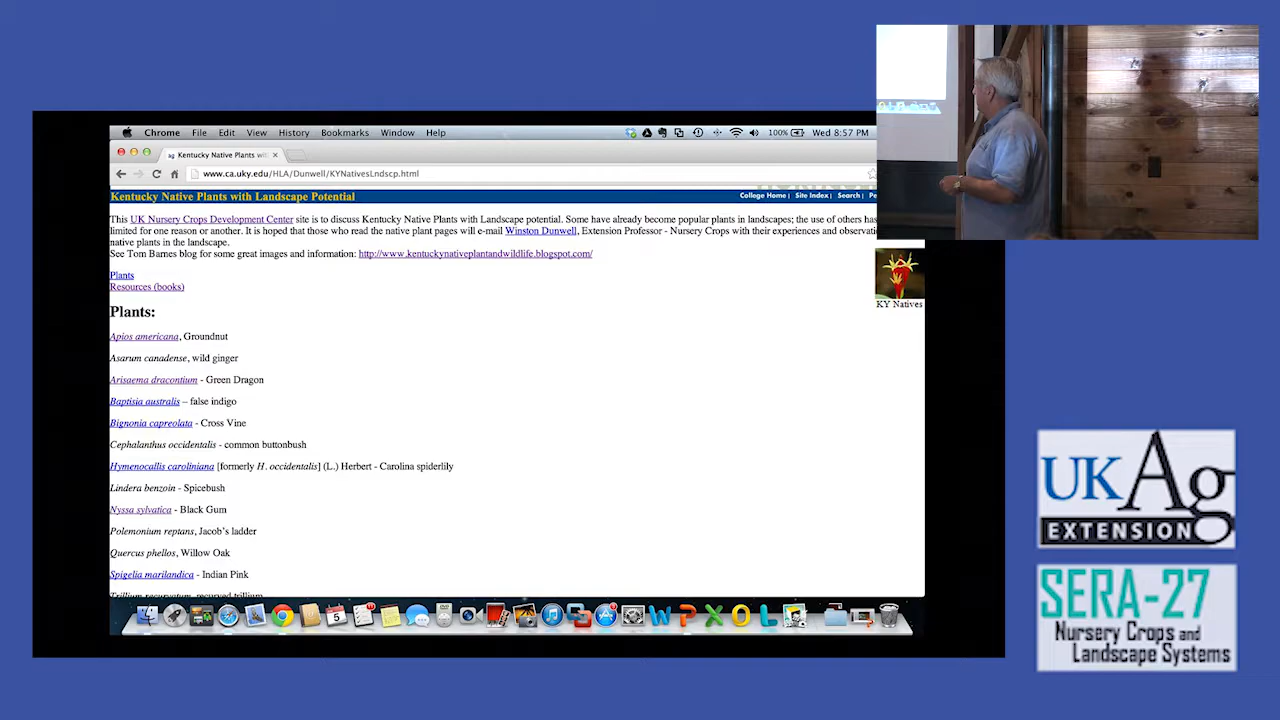 Chrome File Edit View History Bookmarks Window Help 100% Wed 8:57 PM
Kentucky Native Plants wit
www.ca.uky.edu/HLA/Dunwell/KYNativesLndscp.html
Kentucky Native Plants with Landscape Potential College Home | Site Index | Search | Pe
This UK Nursery Crops Development Center site is to discuss Kentucky Native Plants with Landscape potential. Some have already become popular plants in landscapes; the use of others has
limited for one reason or another. It is hoped that those who read the native plant pages will e-mail Winston Dunwell, Extension Professor - Nursery Crops with their experiences and observati
native plants in the landscape.
See Tom Barnes blog for some great images and information: http://www.kentuckynativeplantandwildlife.blogspot.com/
Plants
Resources (books)
KY Natives
Plants:
Apios americana, Groundnut
Asarum canadense, wild ginger
Arisaema dracontium - Green Dragon
Baptisia australis – false indigo
Bignonia capreolata - Cross Vine
Cephalanthus occidentalis - common buttonbush
Hymenocallis caroliniana [formerly H. occidentalis] (L.) Herbert - Carolina spiderlily
Lindera benzoin - Spicebush
Nyssa sylvatica - Black Gum
Polemonium reptans, Jacob's ladder
Quercus phellos, Willow Oak
Spigelia marilandica - Indian Pink
Trillium recurvatum, recurved trillium
UK Ag
EXTENSION
SERA-27
Nursery Crops and
Landscape Systems